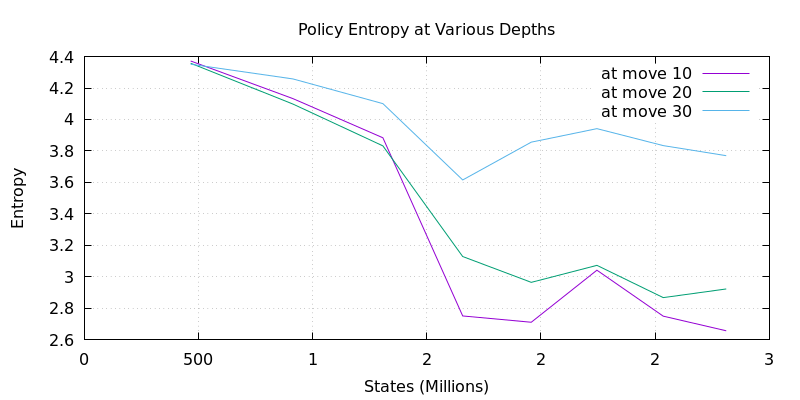 Policy Entropy at Various Depths
4.4
4.2
4
3.8
3.6
3.4
3.2
3
2.8
2.6
Entropy
at move 10
at move 20
at move 30
0 500 1 2 2 2 3
States (Millions)